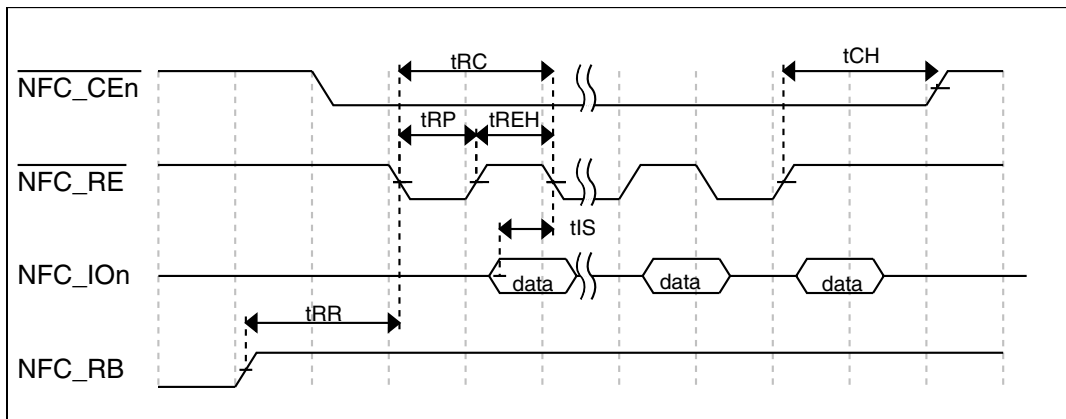 tRC
tCH
NFC_CEn
tRP
tREH
NFC_RE
tIS
NFC_IOn
data
data
data
tRR
NFC_RB